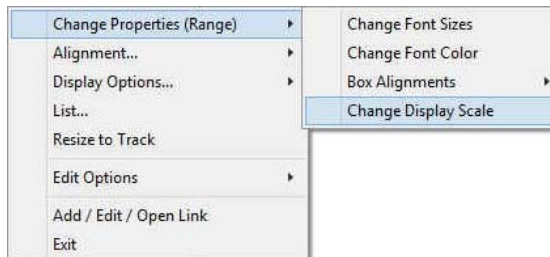 Change Properties (Range)
Alignment...
Display Options...
List...
Resize to Track
Edit Options
Add / Edit / Open Link
Exit
Change Font Sizes
Change Font Color
Box Alignments
Change Display Scale